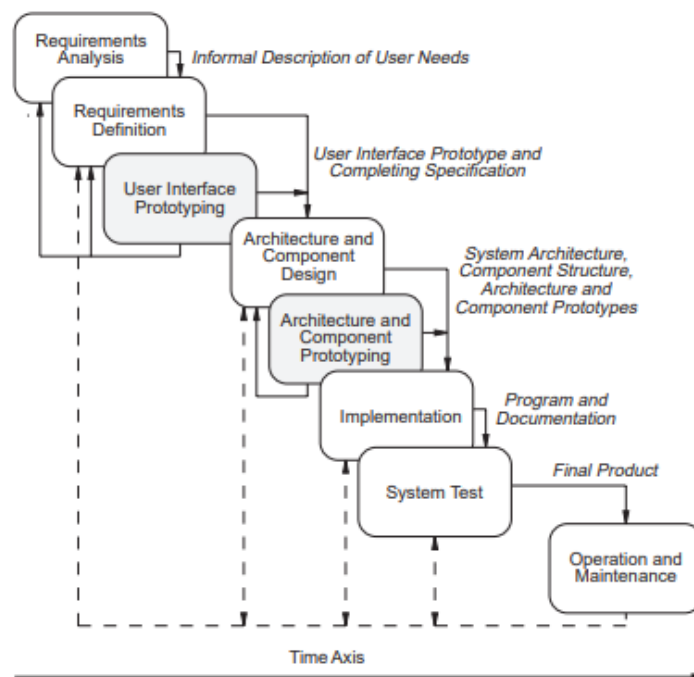 Requirements
Analysis
Informal Description of User Needs
Requirements
Definition
User Interface Prototype and
Completing Specification
User Interface
Prototyping
Architecture and
Component
Design
System Architecture,
Component Structure,
Architecture and
Component Prototypes
Architecture and
Component
Prototyping
Implementation
Program and
Documentation
System Test
Final Product
Operation and
Maintenance
Time Axis